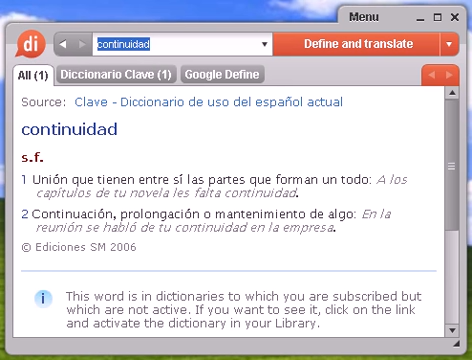 Menu
di
continuidad
Define and translate
All (1)
Diccionario Clave (1)
Google Define
Source: Clave - Diccionario de uso del español actual
continuidad
s.f.
1 Unión que tienen entre sí las partes que forman un todo: A los
capítulos de tu novela les falta continuidad.
2 Continuación, prolongación o mantenimiento de algo: En la
reunión se habló de tu continuidad en la empresa.
© Ediciones SM 2006
i
This word is in dictionaries to which you are subscribed but
which are not active. If you want to see it, click on the link
and activate the dictionary in your Library.